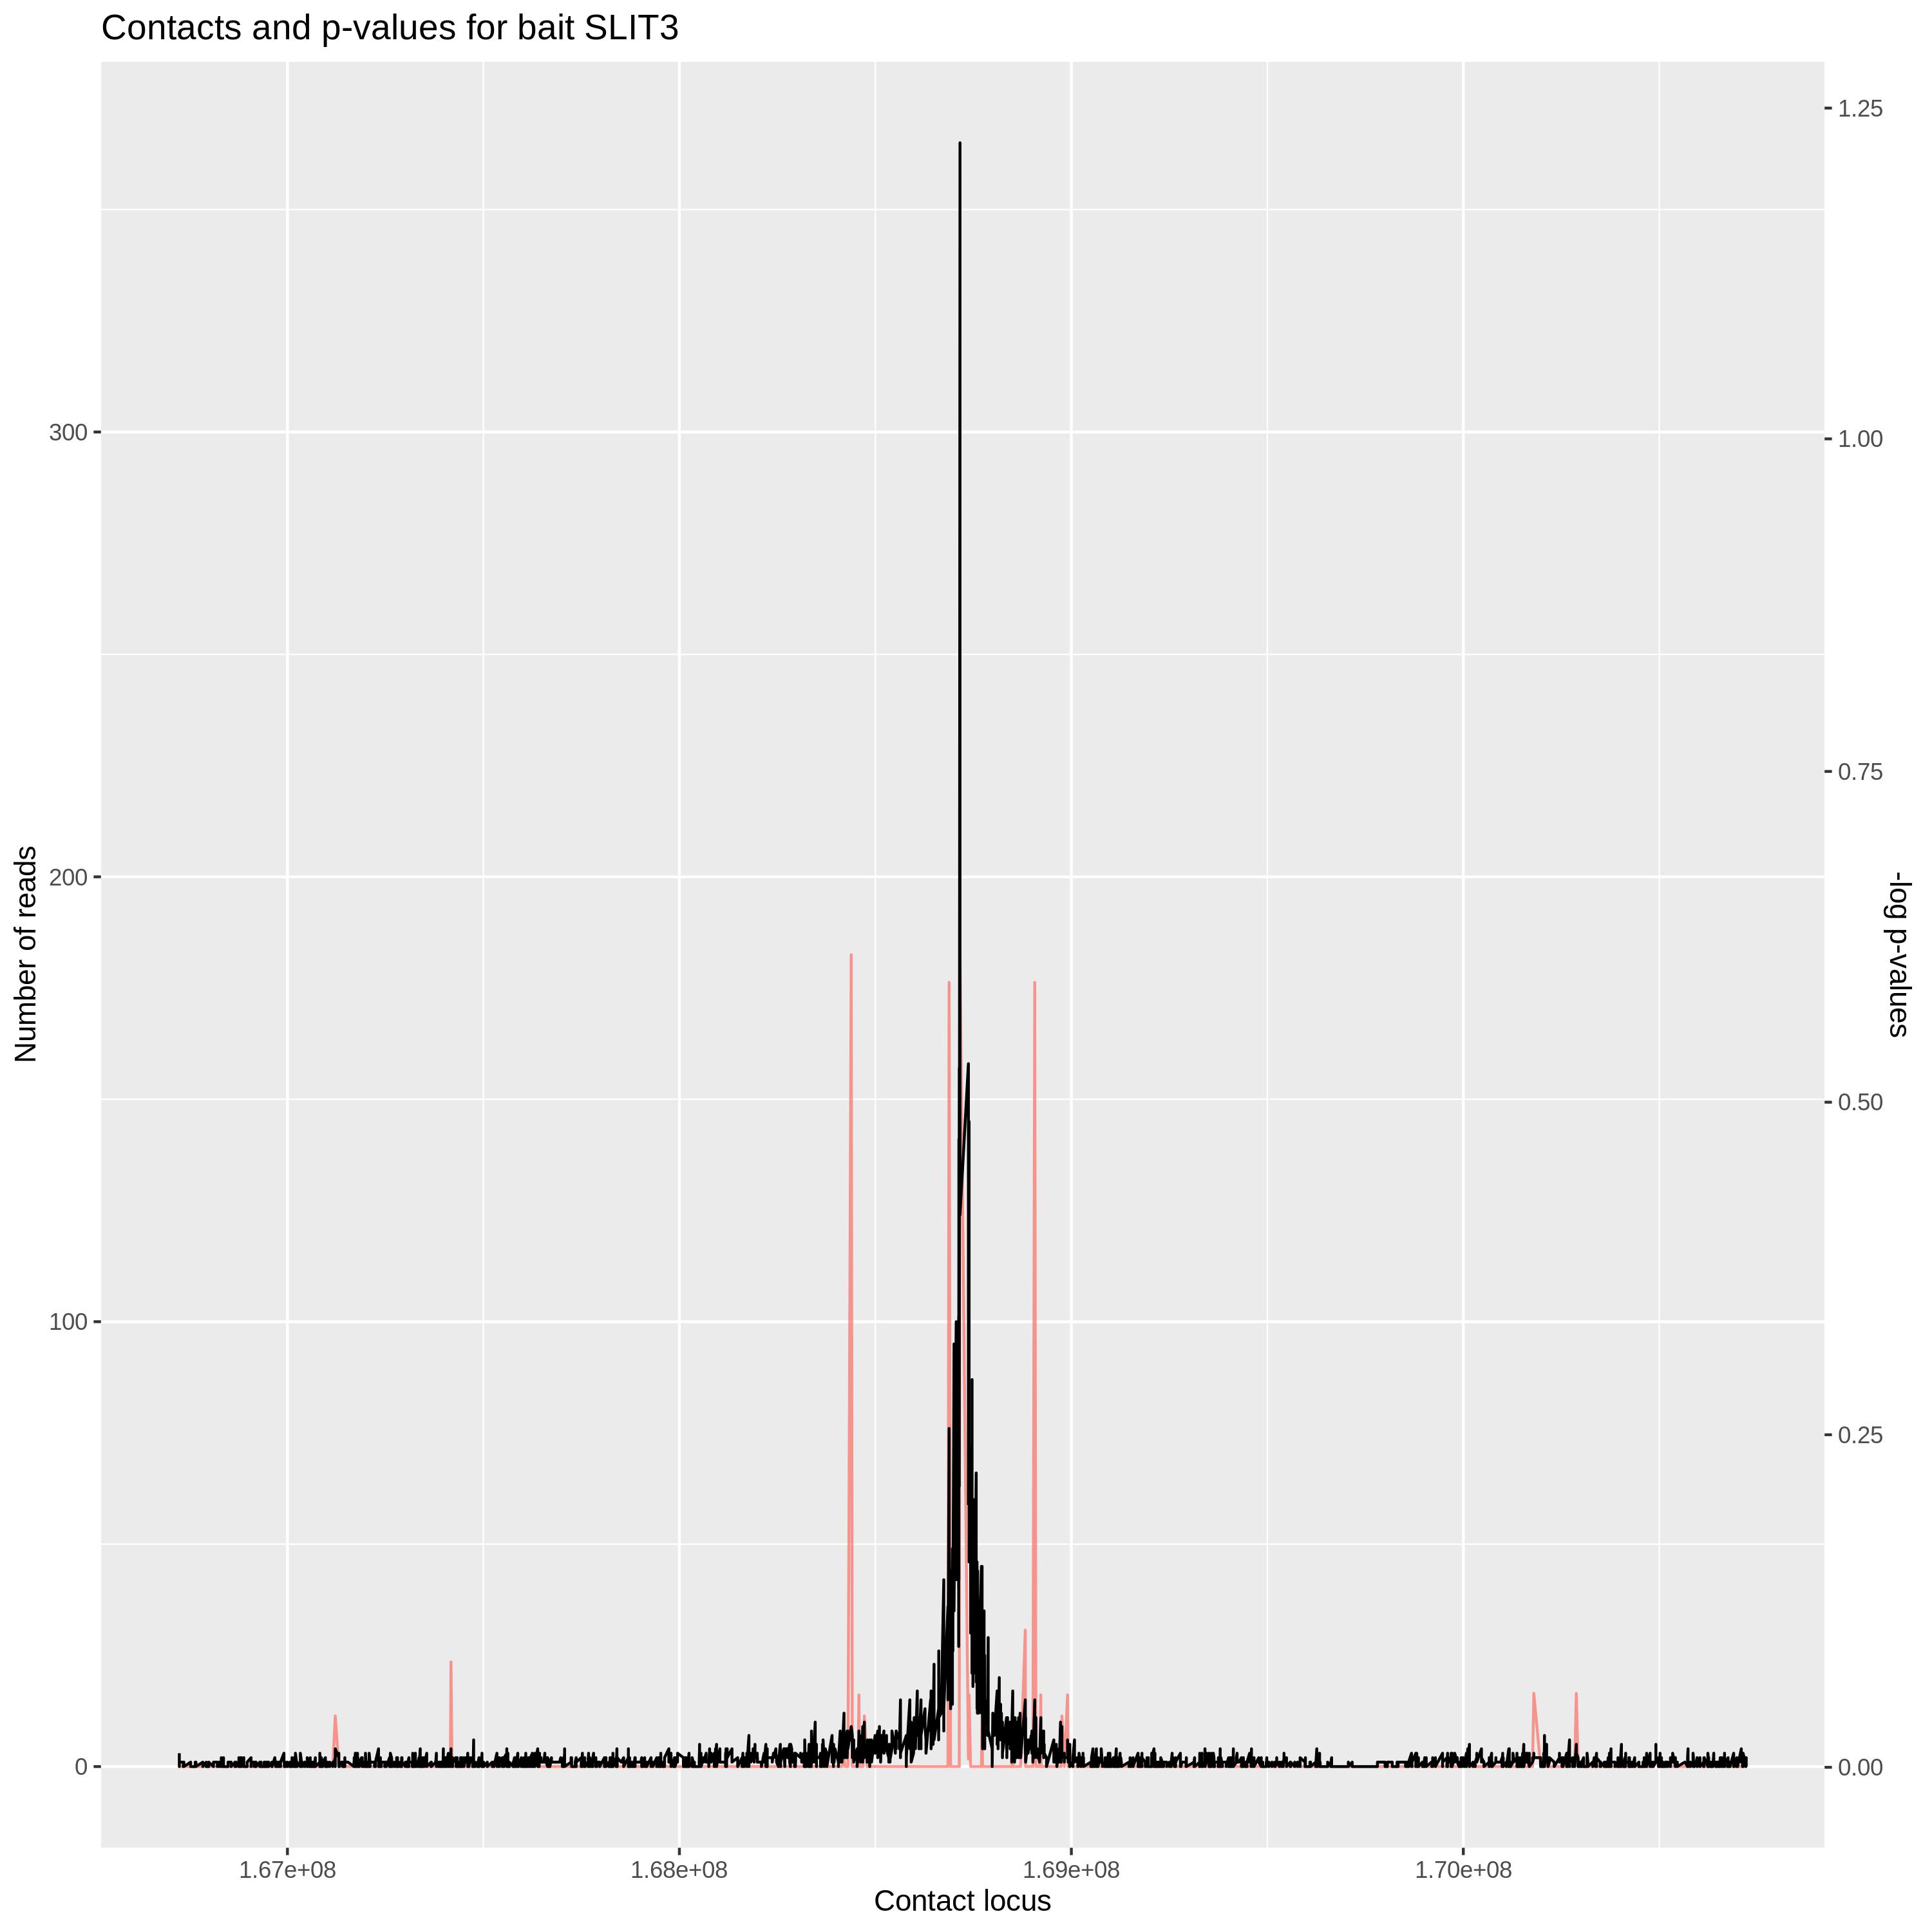 Contacts and p-values for bait SLIT3
1.25
300
1.00
0.75
Number of reads
200
-log p-values
0.50
100
0.25
0
0.00
1.67e+08
1.68e+08
1.69e+08
1.70e+08
Contact locus